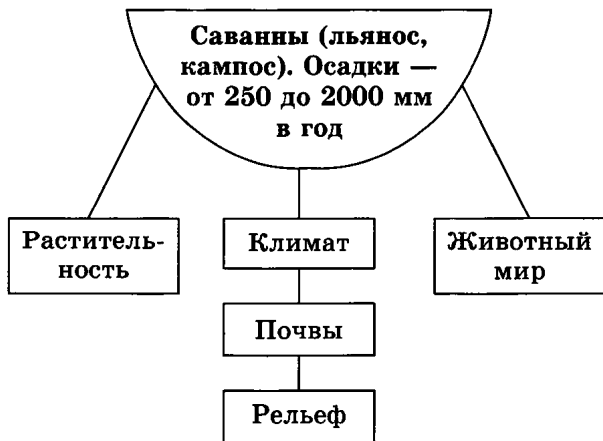 Саванны (льянос,
кампос). Осадки —
от 250 до 2000 мм
в год
Раститель-
ность
Климат
Животный
мир
Почвы
Рельеф